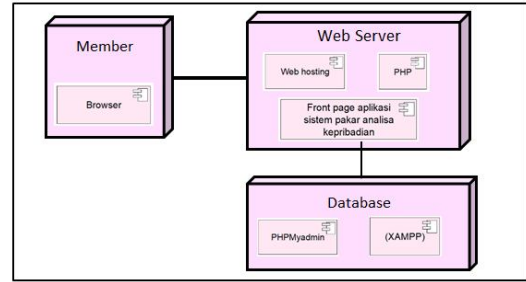 Member
Browser
Web Server
Web hosting
PHP
Front page aplikasi
sistem pakar analisa
kepribadian
Database
PHPMyadmin
(XAMPP)